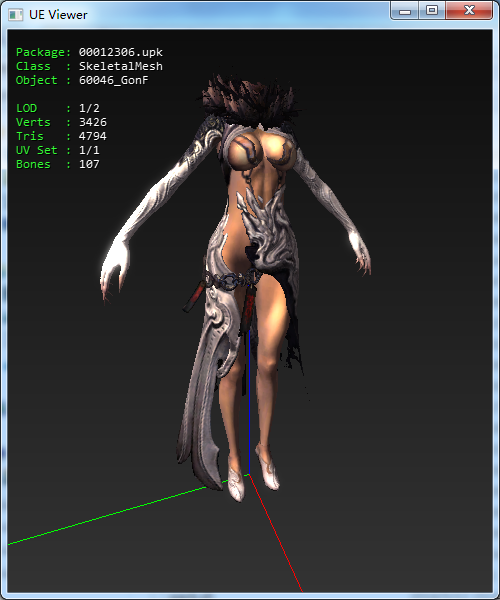 UE Viewer
Package: 00012306.upk
Class  : SkeletalMesh
Object : 60046_GonF
LOD    : 1/2
Verts  : 3426
Tris   : 4794
UV Set : 1/1
Bones  : 107